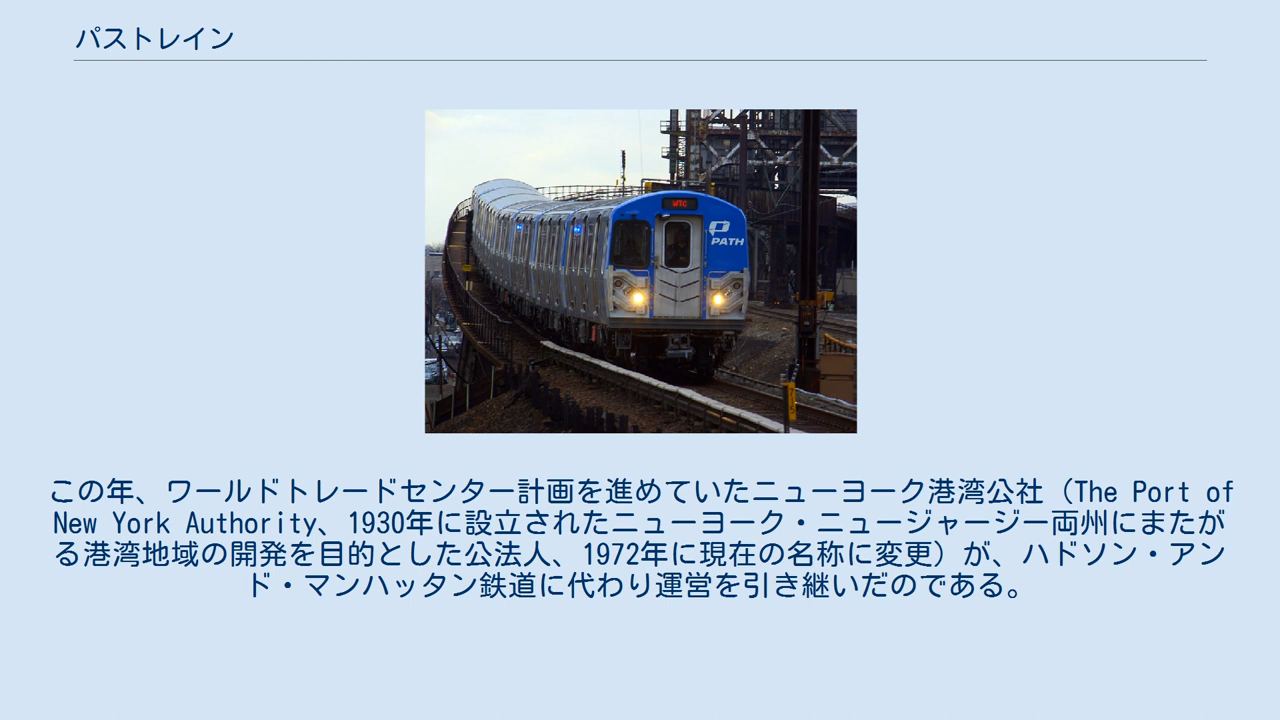 パストレイン
WTC
PATH
この年、ワールドトレードセンター計画を進めていたニューヨーク港湾公社（The Port of
New York Authority、1930年に設立されたニューヨーク・ニュージャージー両州にまたが
る港湾地域の開発を目的とした公法人、1972年に現在の名称に変更）が、ハドソン・アン
ド・マンハッタン鉄道に代わり運営を引き継いだのである。